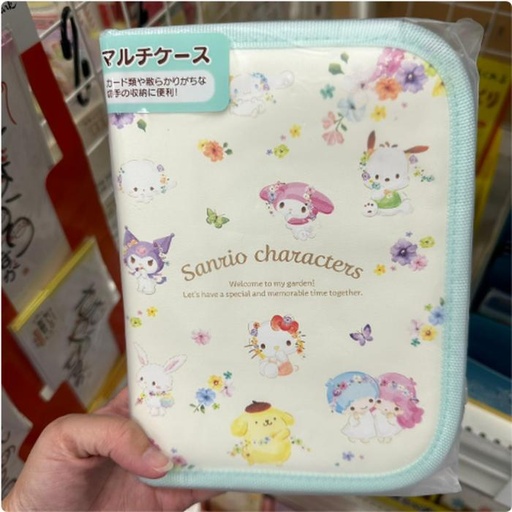 マルチケース
カード類や散らかりがちな
切手の収納に便利!
Sanrio characters
Welcome to my garden!
Let's have a special and memorable time together.